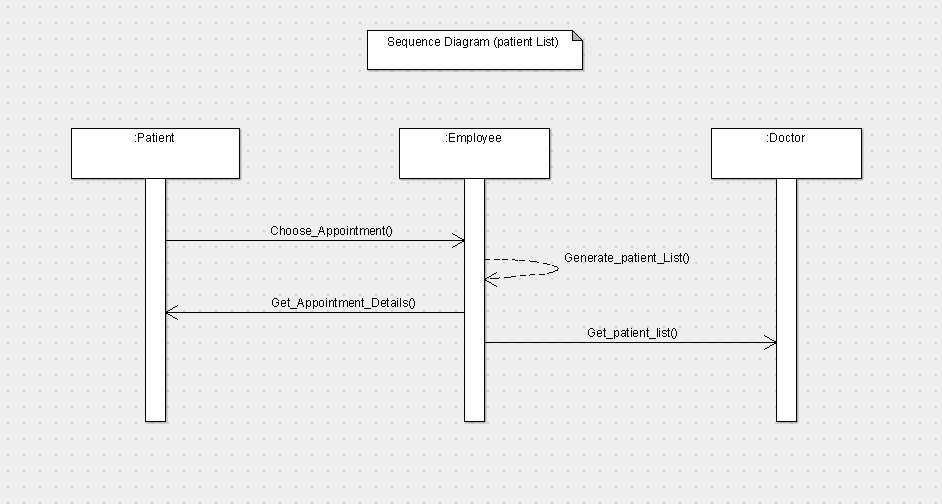 Sequence Diagram (patient List)
:Patient
:Employee
:Doctor
Choose_Appointment()
Generate_patient_List()
Get_Appointment_Details()
Get_patient_list()